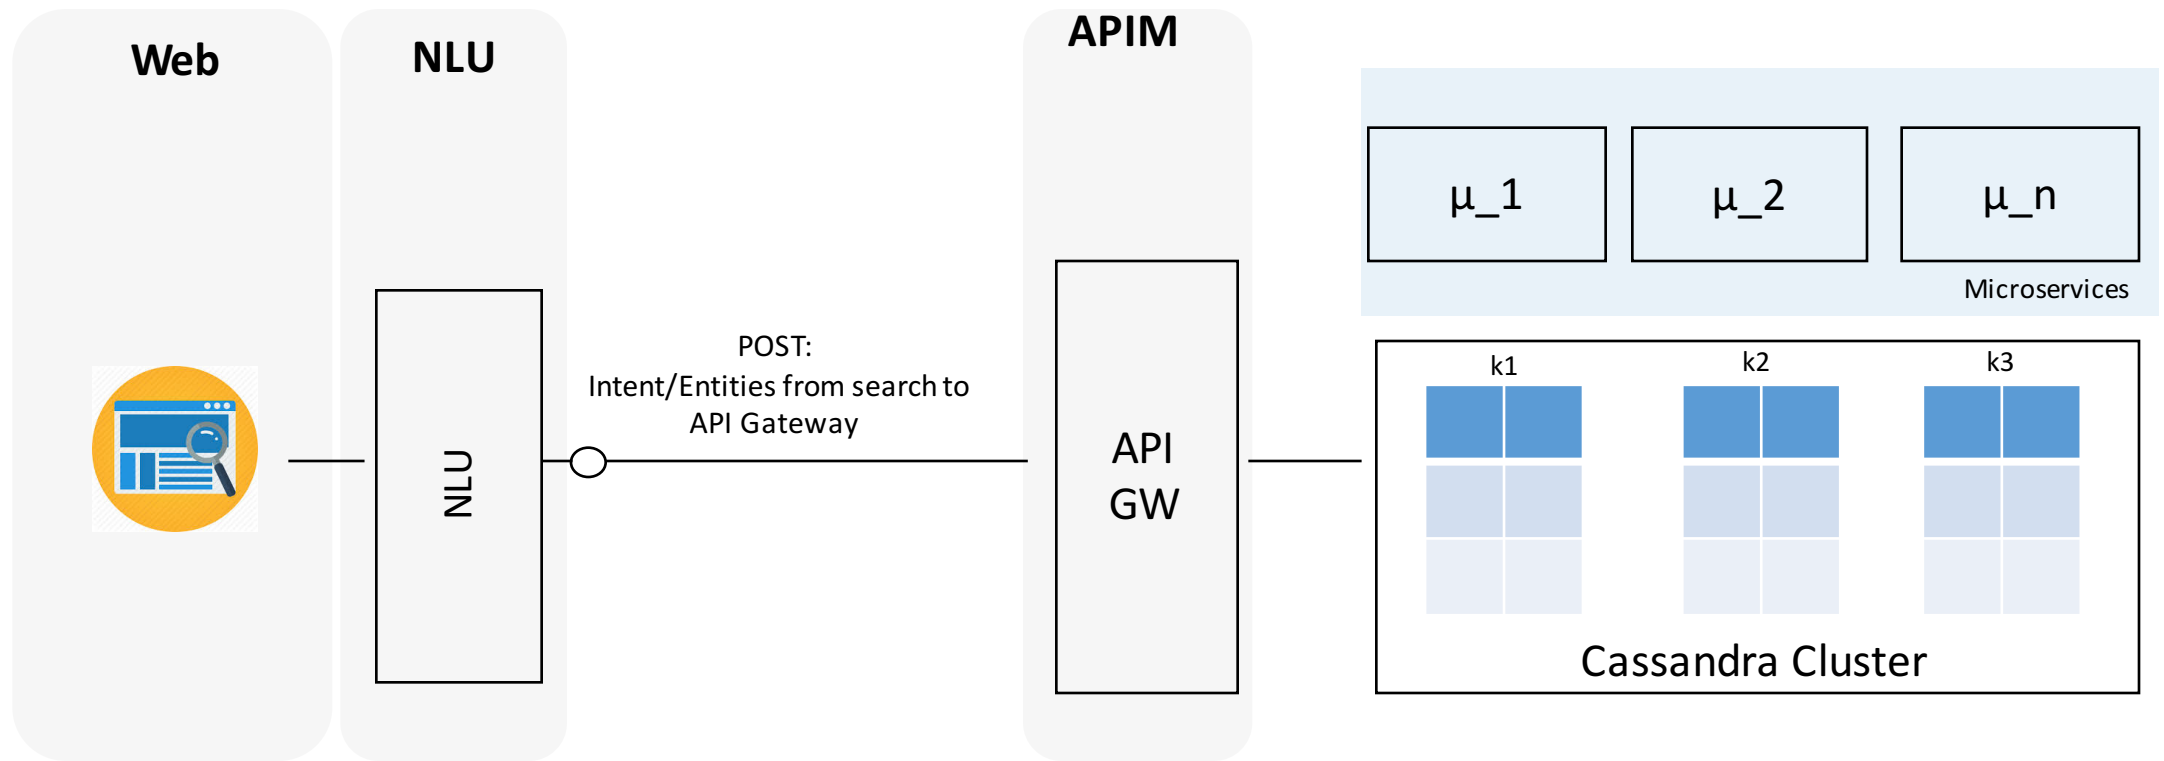 Web
NLU
APIM
μ_1
μ_2
μ_n
Microservices
POST:
Intent/Entities from search to
API Gateway
NLU
API
GW
k1
k2
k3
Cassandra Cluster